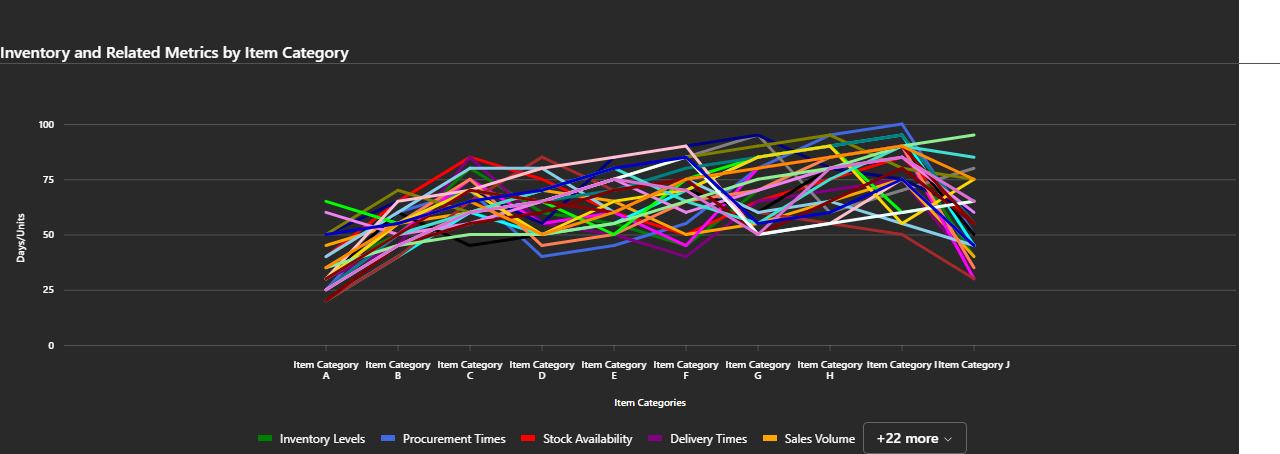 Inventory and Related Metrics by Item Category
Days/Units
100
75
50
25
0
Item Category A
Item Category B
Item Category C
Item Category D
Item Category E
Item Category F
Item Category G
Item Category H
Item Category I
Item Category J
Item Categories
Inventory Levels
Procurement Times
Stock Availability
Delivery Times
Sales Volume
+22 more